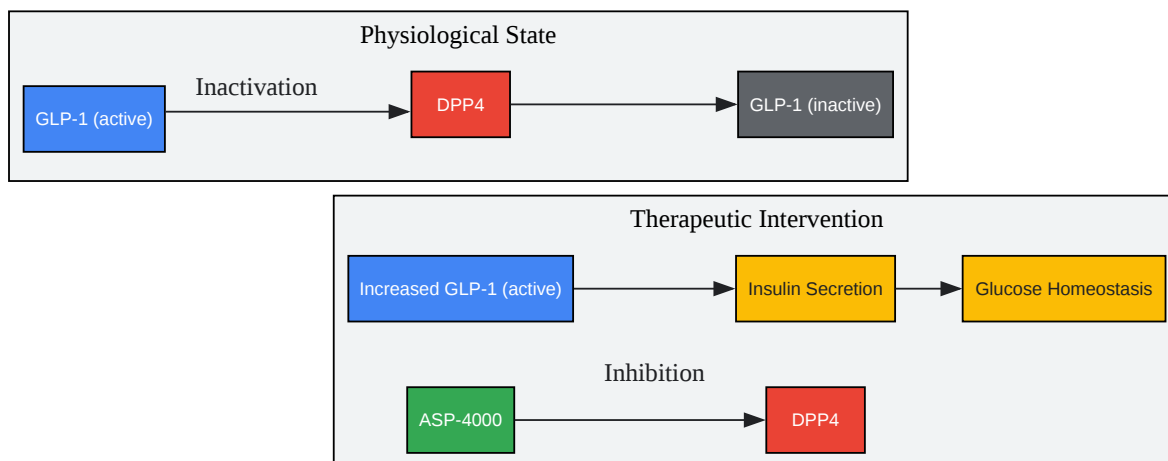 Physiological State
Inactivation
GLP-1 (active)
DPP4
GLP-1 (inactive)
Therapeutic Intervention
Increased GLP-1 (active)
Insulin Secretion
Glucose Homeostasis
Inhibition
ASP-4000
DPP4